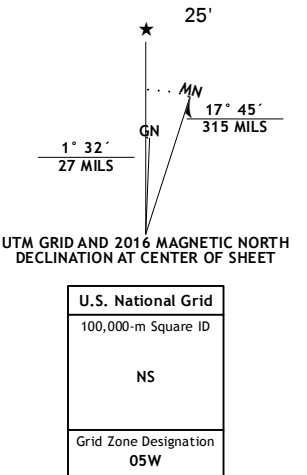 25'
MN
17° 45´
315 MILS
GN
1° 32´
27 MILS
UTM GRID AND 2016 MAGNETIC NORTH
DECLINATION AT CENTER OF SHEET
U.S. National Grid
100,000-m Square ID
NS
Grid Zone Designation
05W